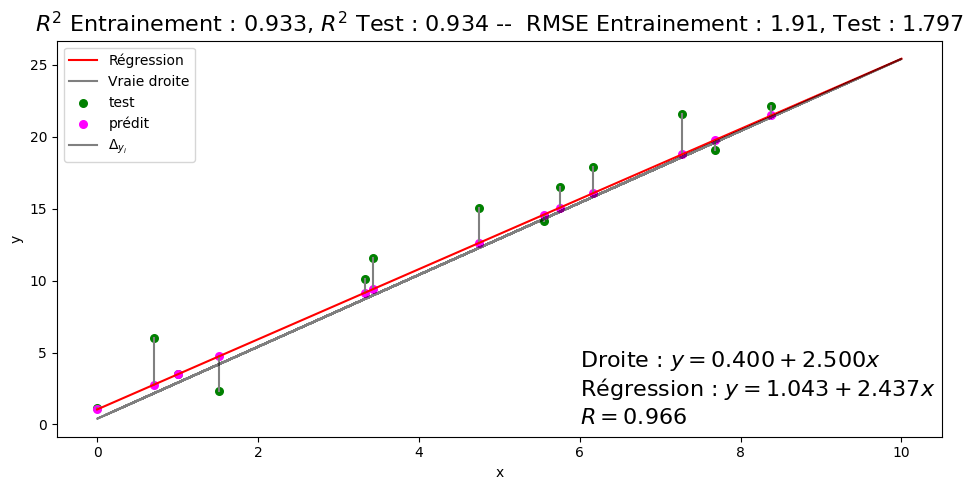 R² Entrainement : 0.933, R² Test : 0.934 --  RMSE Entrainement : 1.91, Test : 1.797
Régression
Vraie droite
test
prédit
Δyᵢ
25
20
15
10
5
0
y
Droite : y = 0.400 + 2.500x
Régression : y = 1.043 + 2.437x
R = 0.966
0 2 4 6 8 10
x